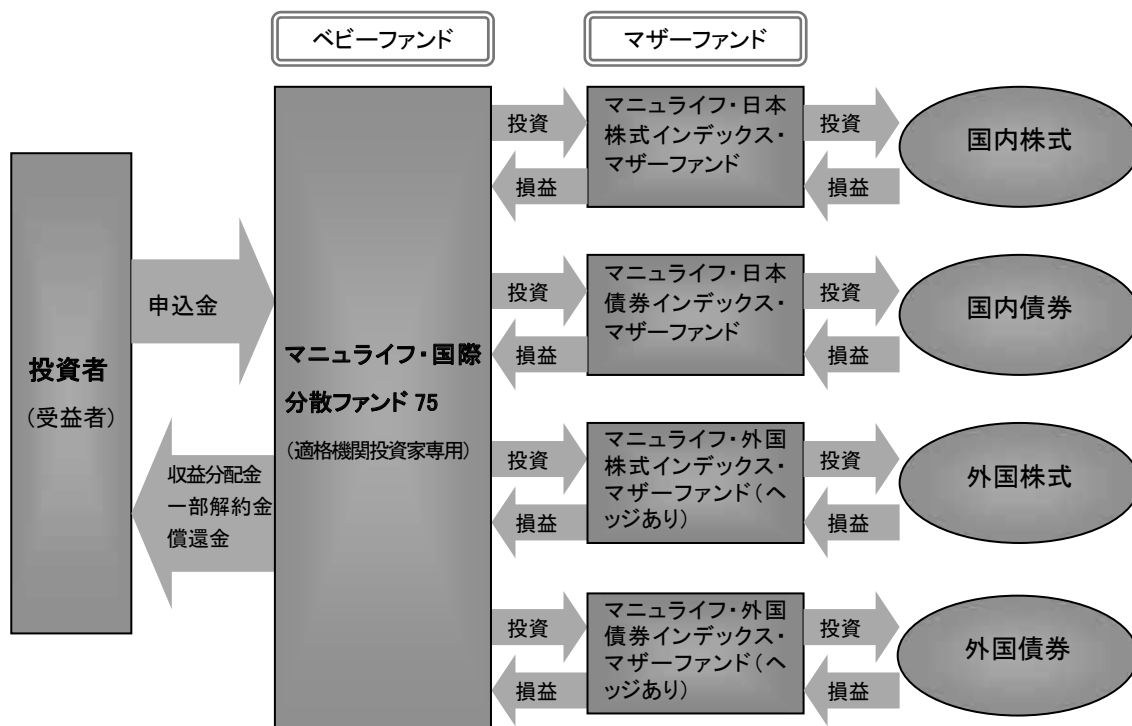 ベビーファンド
マザーファンド
投資者
（受益者）
申込金
収益分配金
一部解約金
償還金
マニュライフ・国際
分散ファンド 75
（適格機関投資家専用）
投資
損益
マニュライフ・日本
株式インデックス・
マザーファンド
投資
損益
国内株式
投資
損益
マニュライフ・日本
債券インデックス・
マザーファンド
投資
損益
国内債券
投資
損益
マニュライフ・外国
株式インデックス・
マザーファンド（ヘ
ッジあり）
投資
損益
外国株式
投資
損益
マニュライフ・外国
債券インデックス・
マザーファンド（ヘ
ッジあり）
投資
損益
外国債券